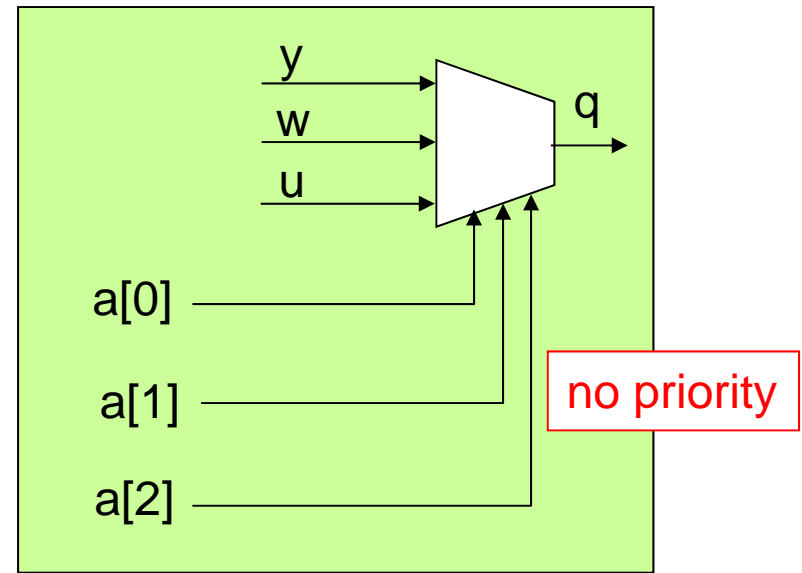 y
w
u
q
a[0]
a[1]
a[2]
no priority